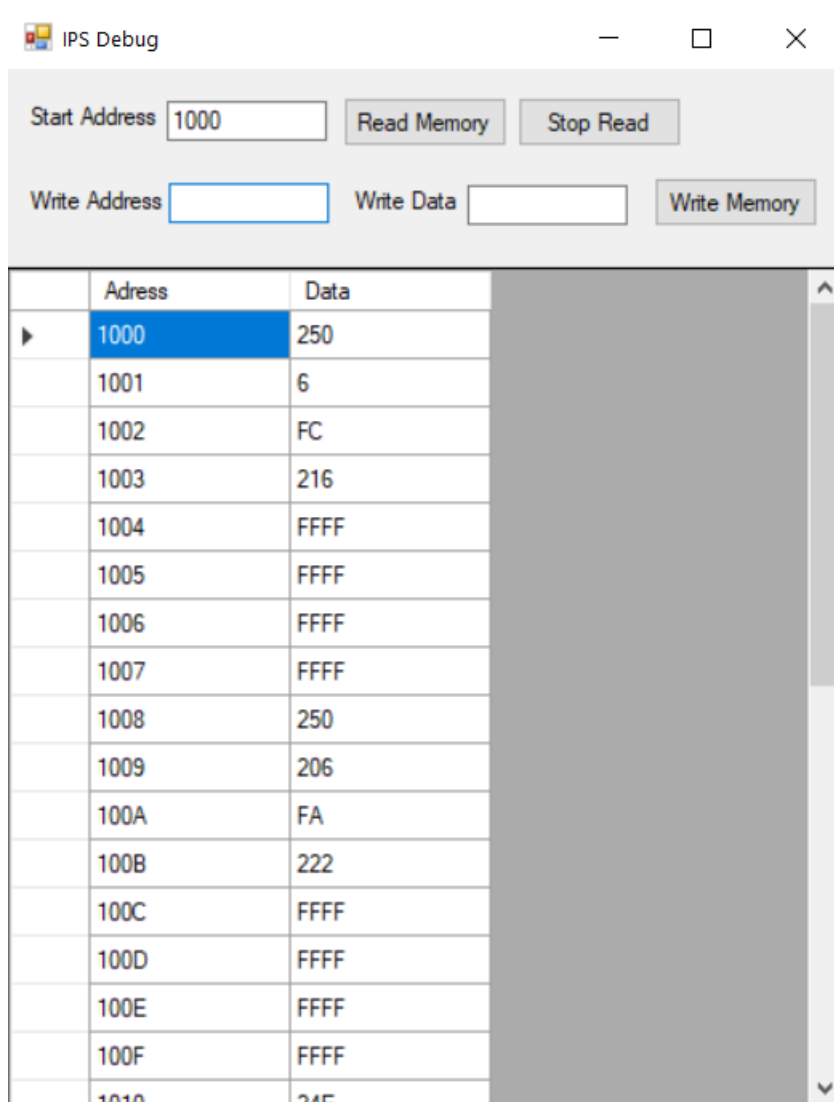 IPS Debug
Start Address 1000 Read Memory Stop Read
Write Address Write Data Write Memory
Adress Data
1000 250
1001 6
1002 FC
1003 216
1004 FFFF
1005 FFFF
1006 FFFF
1007 FFFF
1008 250
1009 206
100A FA
100B 222
100C FFFF
100D FFFF
100E FFFF
100F FFFF
1010